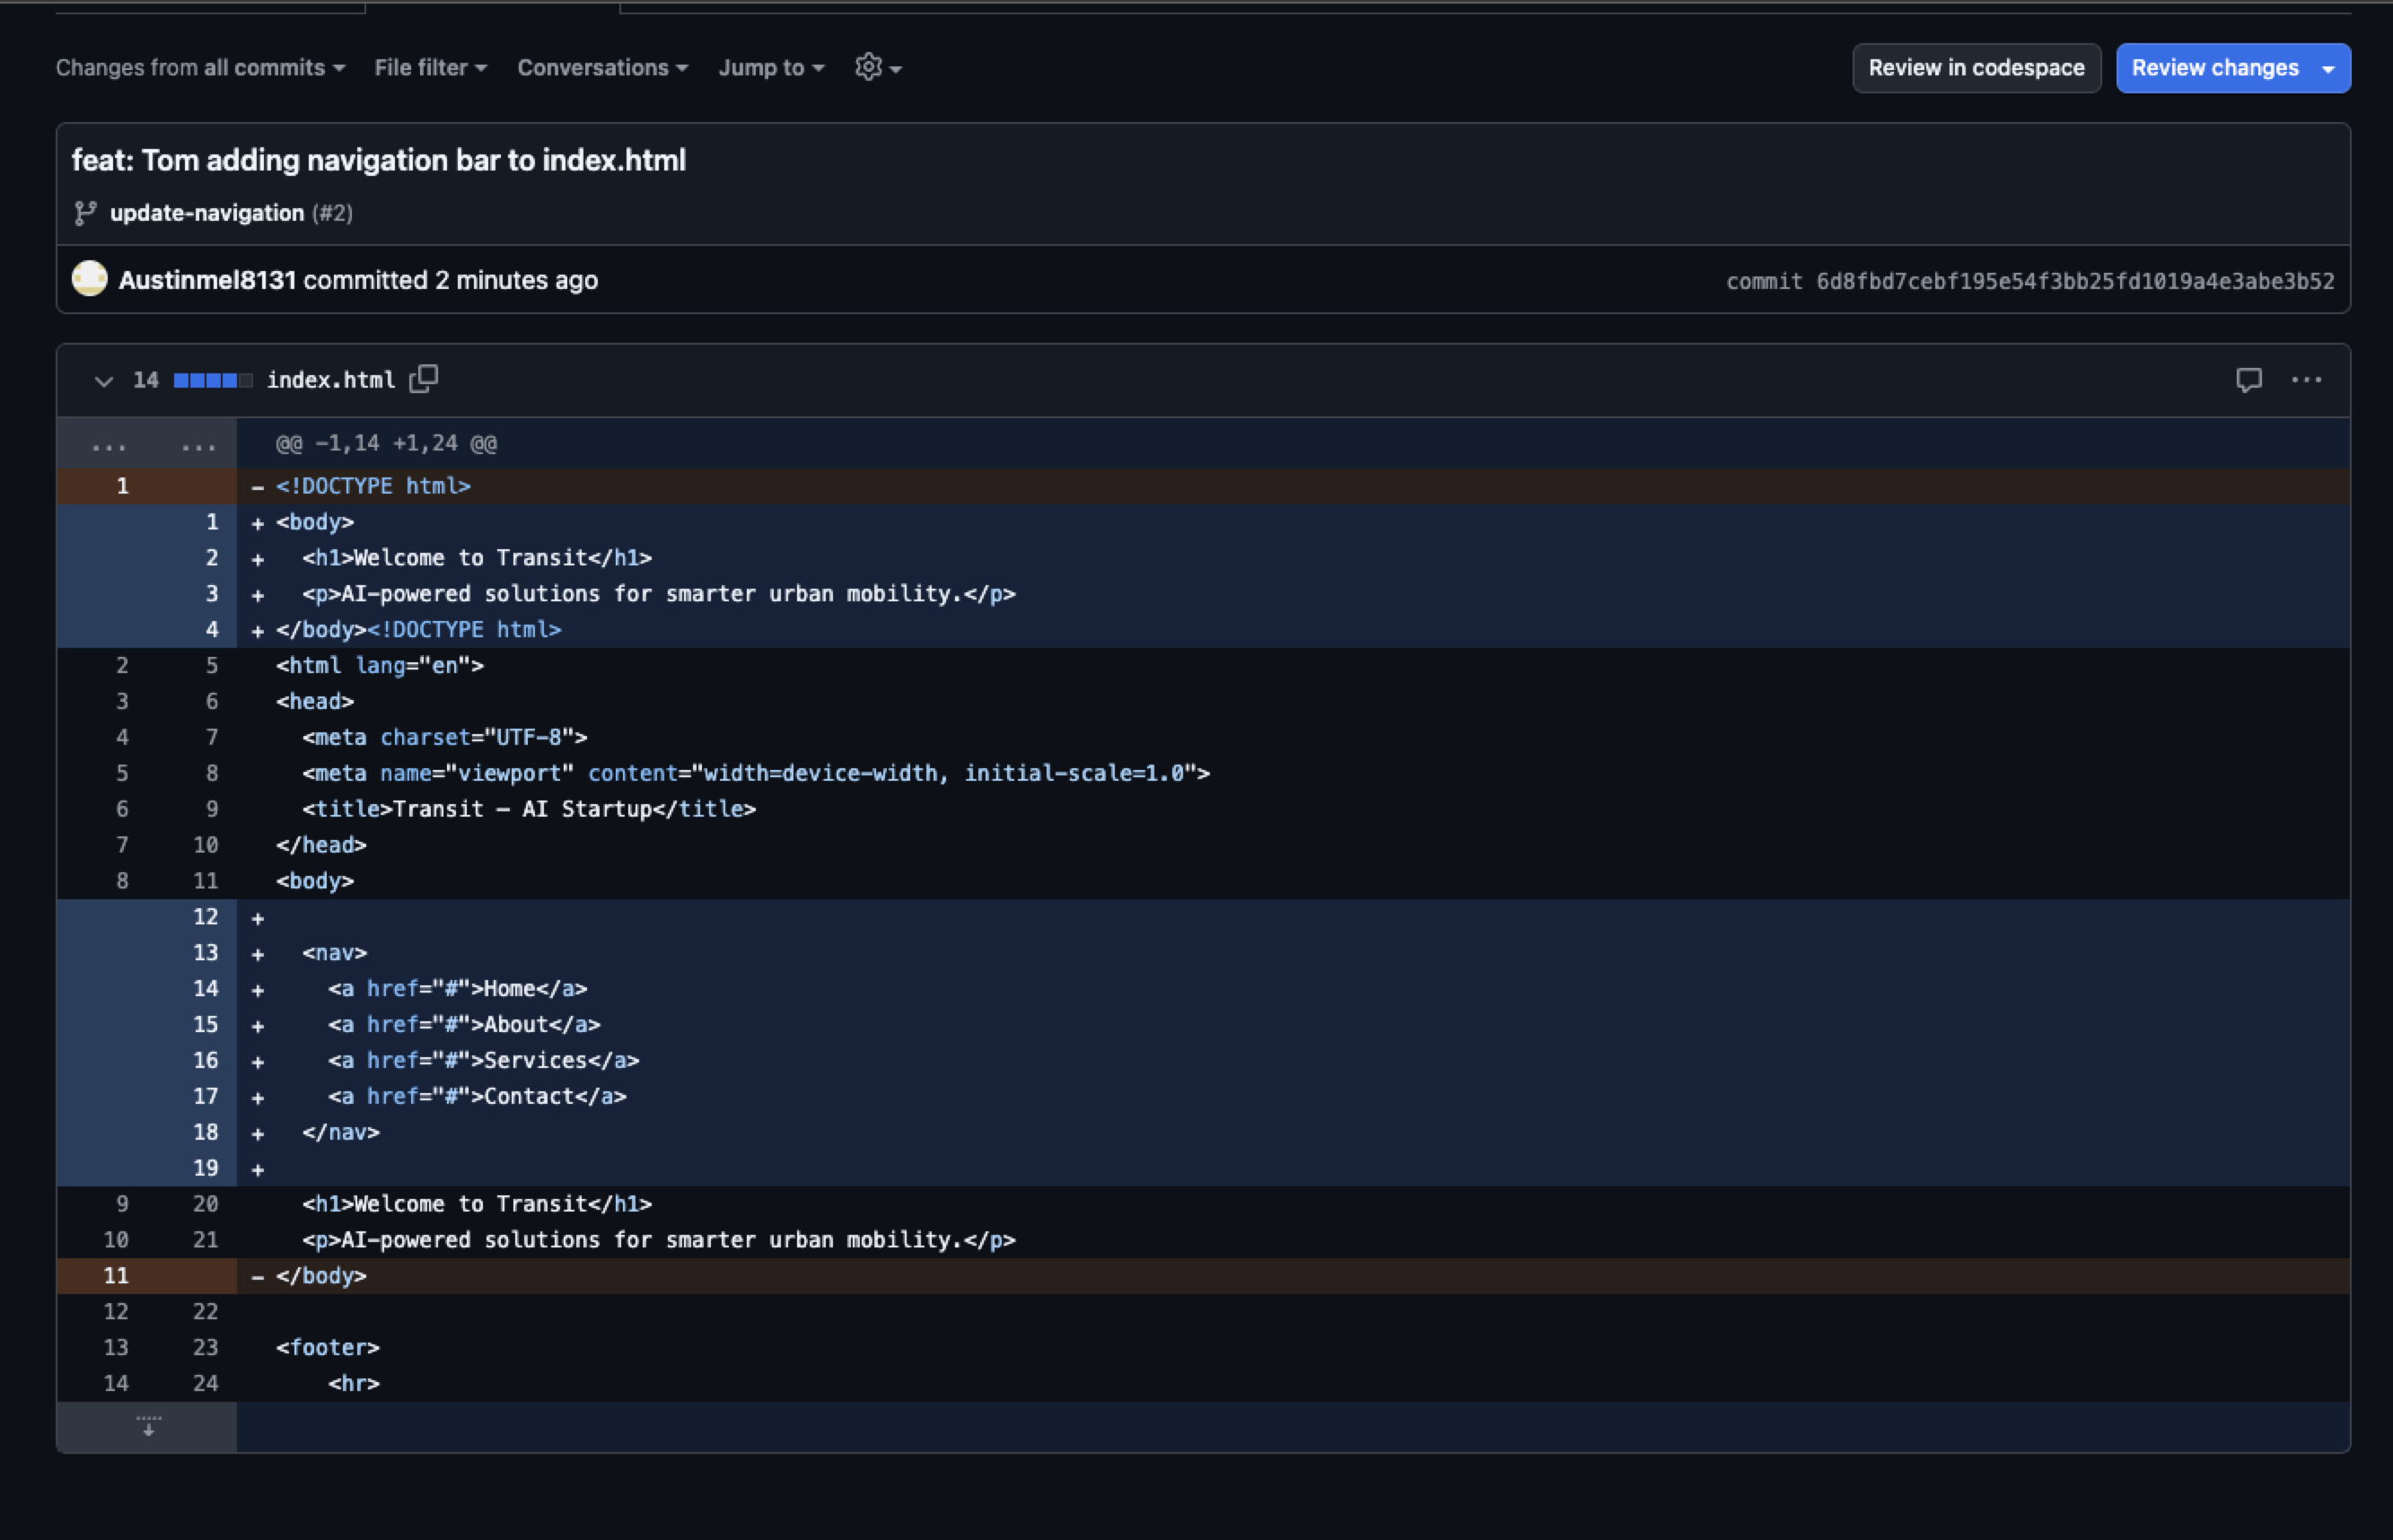 Changes from all commits File filter Conversations Jump to Review in codespace Review changes
feat: Tom adding navigation bar to index.html
update-navigation (#2)
Austinmel8131 committed 2 minutes ago commit 6d8fbd7cebf195e54f3bb25fd1019a4e3abe3b52
14 index.html
... ... @@ -1,14 +1,24 @@
1 - <!DOCTYPE html>
1 + <body>
2 +   <h1>Welcome to Transit</h1>
3 +   <p>AI-powered solutions for smarter urban mobility.</p>
4 + </body><!DOCTYPE html>
2 5 <html lang="en">
3 6 <head>
4 7   <meta charset="UTF-8">
5 8   <meta name="viewport" content="width=device-width, initial-scale=1.0">
6 9   <title>Transit – AI Startup</title>
7 10 </head>
8 11 <body>
12 +
13 +   <nav>
14 +     <a href="#">Home</a>
15 +     <a href="#">About</a>
16 +     <a href="#">Services</a>
17 +     <a href="#">Contact</a>
18 +   </nav>
19 +
9 20   <h1>Welcome to Transit</h1>
10 21   <p>AI-powered solutions for smarter urban mobility.</p>
11 - </body>
12 22
13 23 <footer>
14 24     <hr>